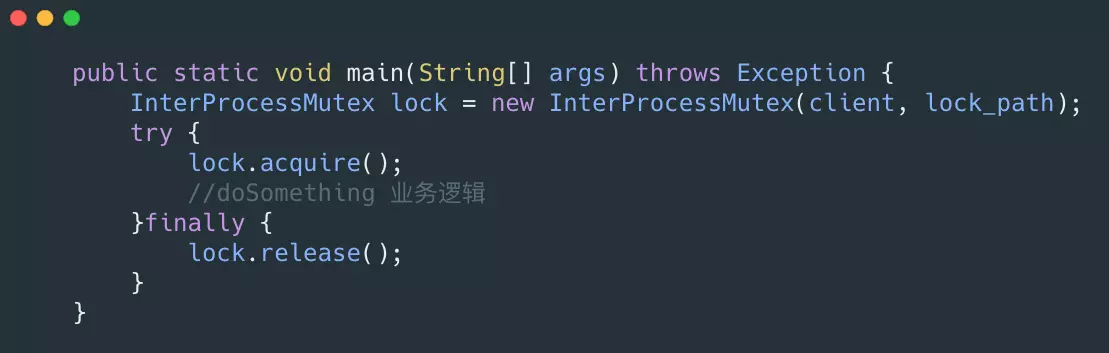 public static void main(String[] args) throws Exception {
    InterProcessMutex lock = new InterProcessMutex(client, lock_path);
    try {
        lock.acquire();
        //doSomething 业务逻辑
    }finally {
        lock.release();
    }
}